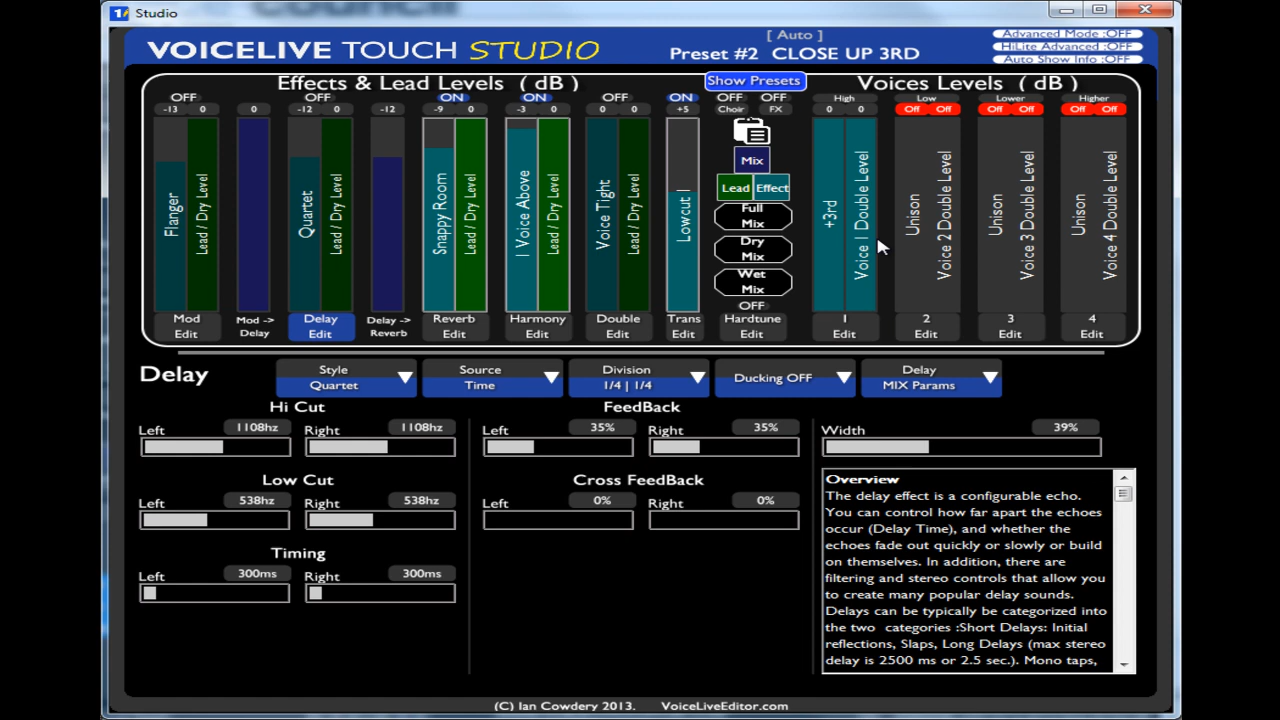 Studio
VOICELIVE TOUCH STUDIO
[ Auto ]
Preset #2 CLOSE UP 3RD
Advanced Mode :OFF
HiLite Advanced :OFF
Auto Show Info :OFF
Effects & Lead Levels ( dB )
Show Presets
Voices Levels ( dB )
OFF OFF ON ON OFF ON OFF OFF High Low Lower Higher
-13 0 0 -12 0 -12 -9 0 -3 0 0 0 +5 Choir FX 0 +5 0 Off Off Off Off Off Off
Flanger
Lead / Dry Level
Quartet
Lead / Dry Level
Snappy Room
Lead / Dry Level
1 Voice Above
Lead / Dry Level
Voice Tight
Lead / Dry Level
Lowcut 1
Mix
Lead Effect
Full
Mix
Dry
Mix
Wet
Mix
OFF
+3rd
Voice 1 Double Level
Unison
Voice 2 Double Level
Unison
Voice 3 Double Level
Unison
Voice 4 Double Level
Mod
Edit
Mod ->
Delay
Delay
Edit
Delay ->
Reverb
Reverb
Edit
Harmony
Edit
Double
Edit
Trans
Edit
Hardtune
Edit
1
Edit
2
Edit
3
Edit
4
Edit
Delay
Style
Quartet
Source
Time
Division
1/4 | 1/4
Ducking OFF
Delay
MIX Params
Hi Cut
Left 1108hz Right 1108hz
Low Cut
Left 538hz Right 538hz
Timing
Left 300ms Right 300ms
FeedBack
Left 35% Right 35%
Cross FeedBack
Left 0% Right 0%
Width 39%
Overview
The delay effect is a configurable echo.
You can control how far apart the echoes
occur (Delay Time), and whether the
echoes fade out quickly or slowly or build
on themselves. In addition, there are
filtering and stereo controls that allow you
to create many popular delay sounds.
Delays can be typically be categorized into
the two categories :Short Delays: Initial
reflections, Slaps, Long Delays (max stereo
delay is 2500 ms or 2.5 sec.). Mono taps,
(C) Ian Cowdery 2013. VoiceLiveEditor.com